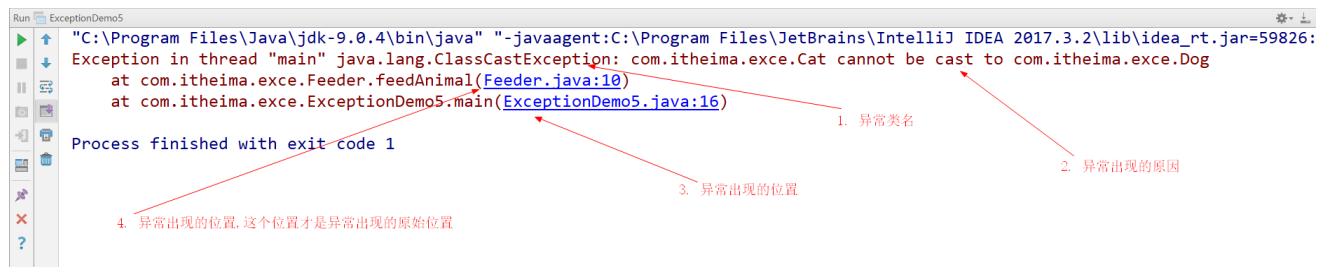 Run ExceptionDemo5
"C:\Program Files\Java\jdk-9.0.4\bin\java" "-javaagent:C:\Program Files\JetBrains\IntelliJ IDEA 2017.3.2\lib\idea_rt.jar=59826:
Exception in thread "main" java.lang.ClassCastException: com.itheima.exce.Cat cannot be cast to com.itheima.exce.Dog
at com.itheima.exce.Feeder.feedAnimal(Feeder.java:10)
at com.itheima.exce.ExceptionDemo5.main(ExceptionDemo5.java:16)
1. 异常类名
Process finished with exit code 1
2. 异常出现的原因
3. 异常出现的位置
4. 异常出现的位置,这个位置才是异常出现的原始位置